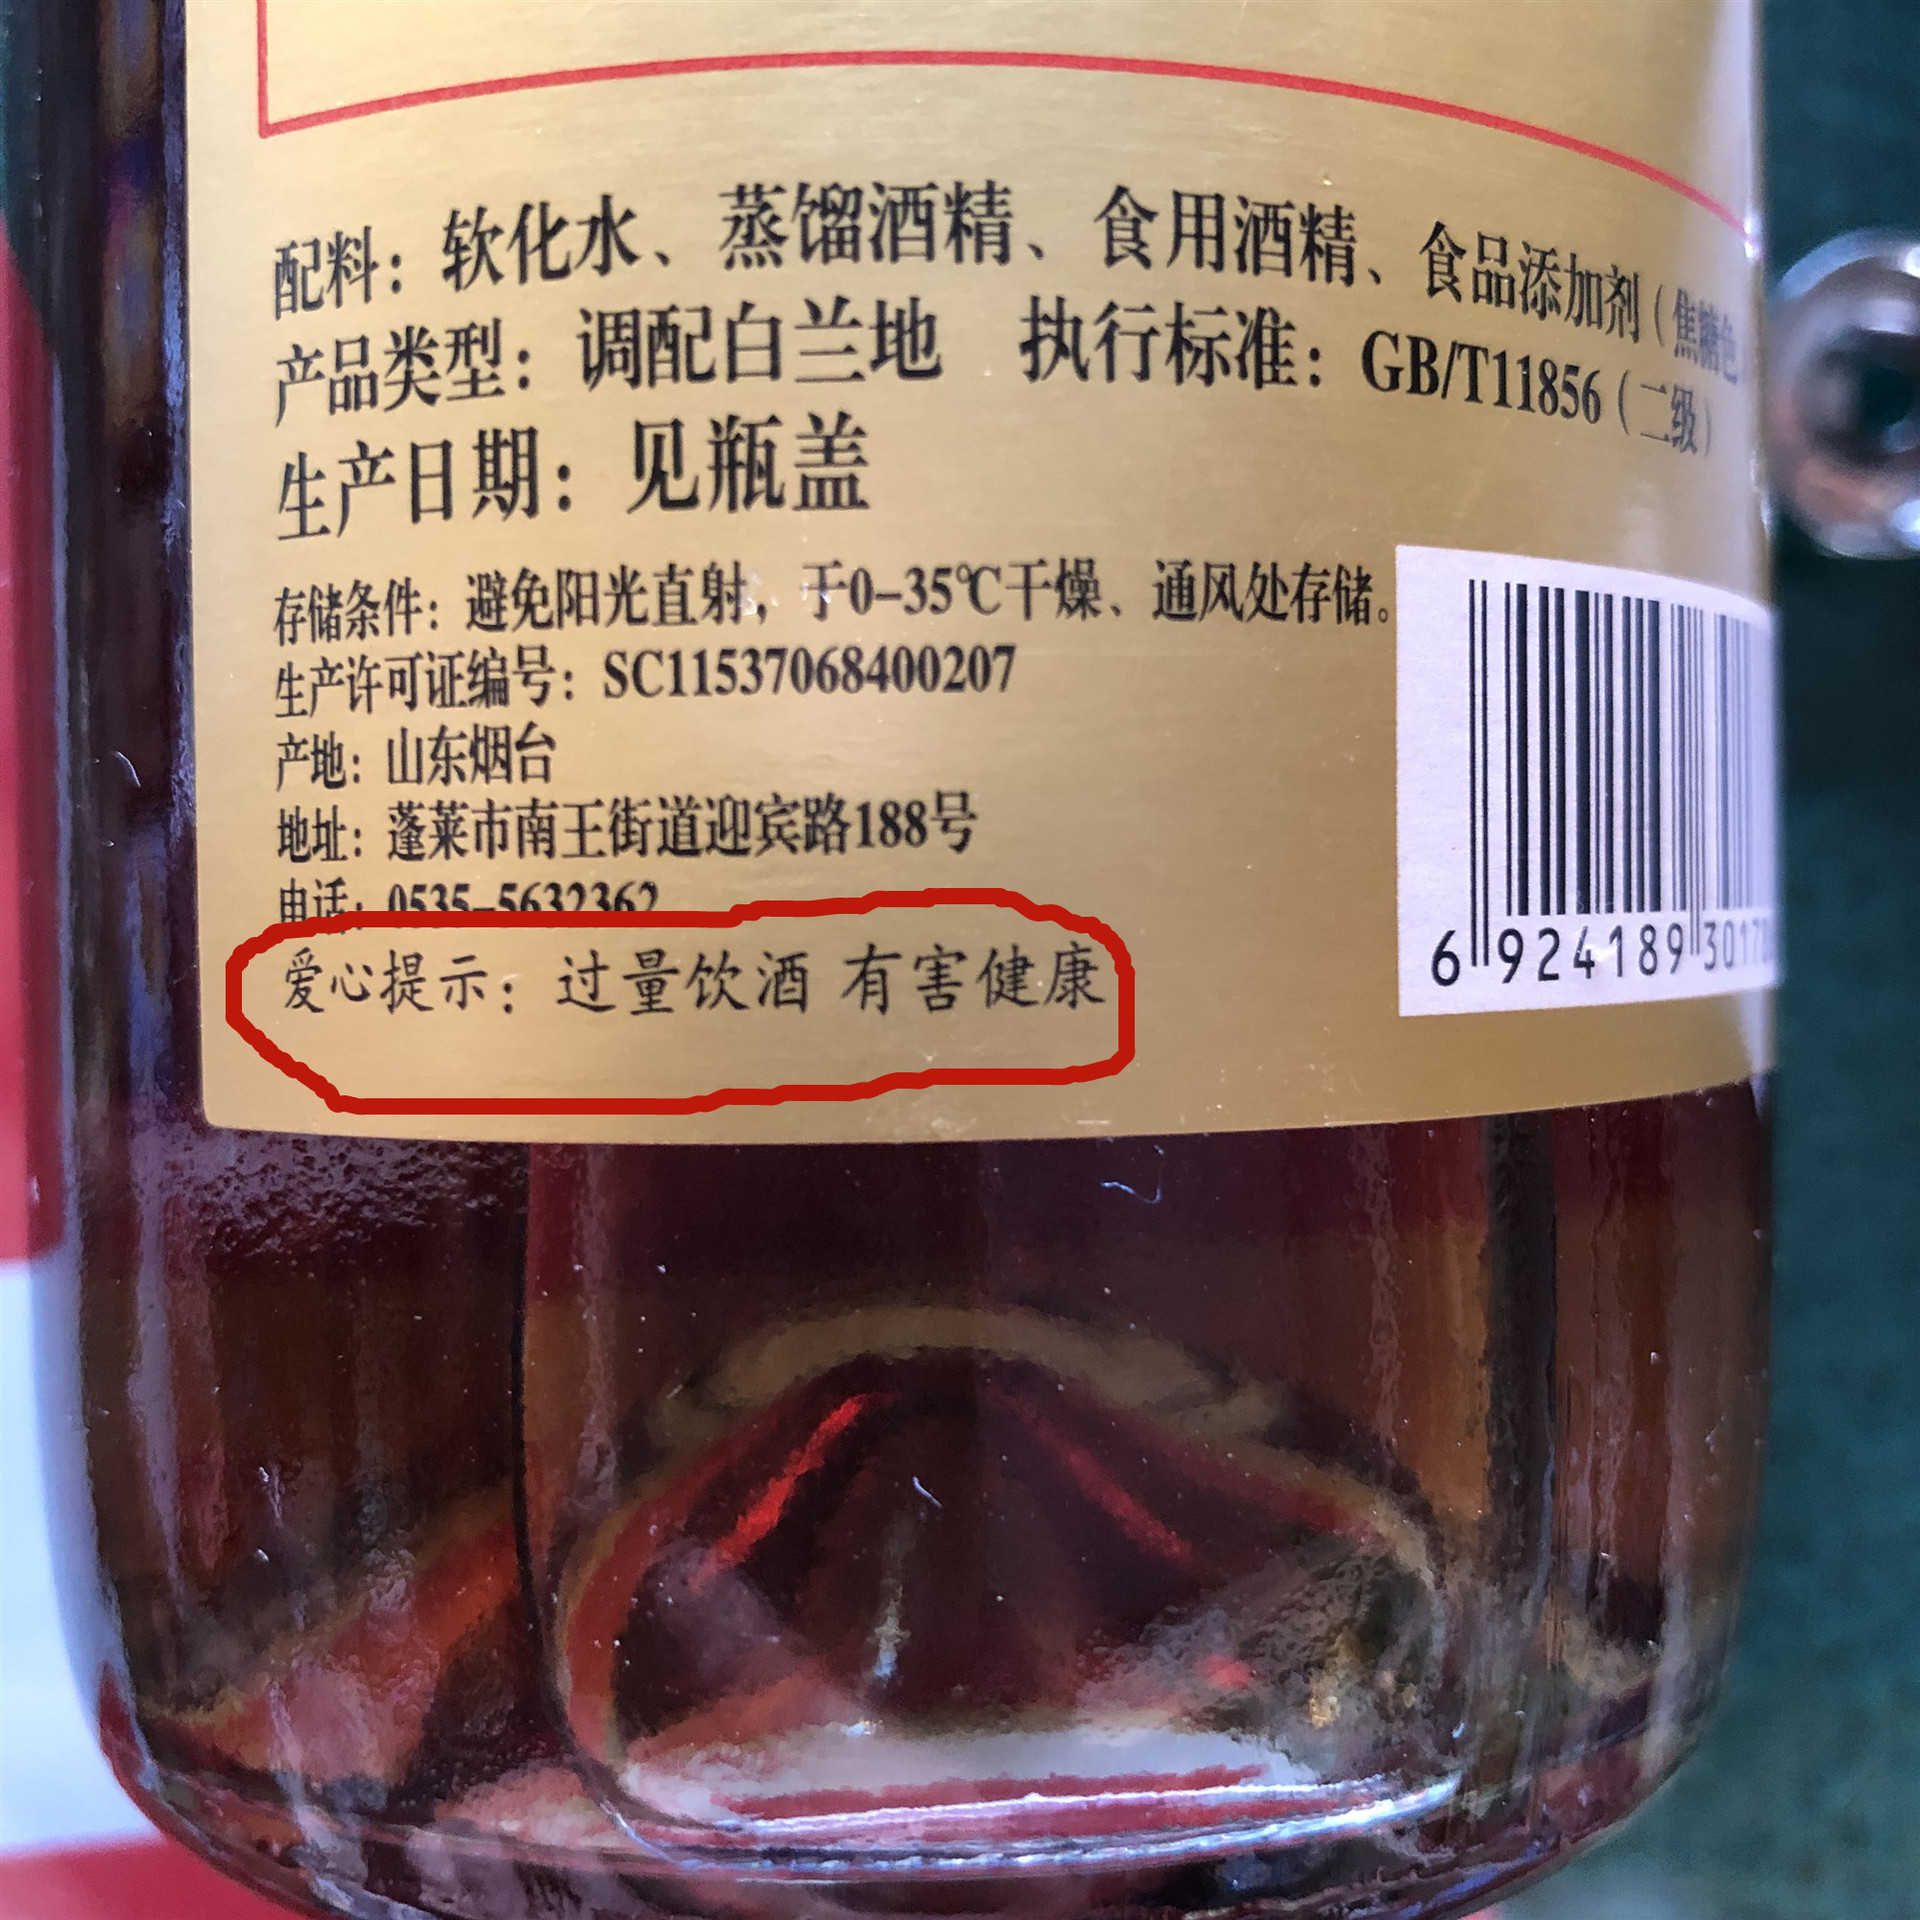 配料：软化水、蒸馏酒精、食用酒精、食品添加剂（焦糖色）
产品类型：调配白兰地 执行标准：GB/T11856（二级）
生产日期：见瓶盖
存储条件：避免阳光直射，于0-35℃干燥、通风处存储。
生产许可证编号：SC11537068400207
产地：山东烟台
地址：蓬莱市南王街道迎宾路188号
电话：0535-5632362
爱心提示：过量饮酒 有害健康
6 924189 30172